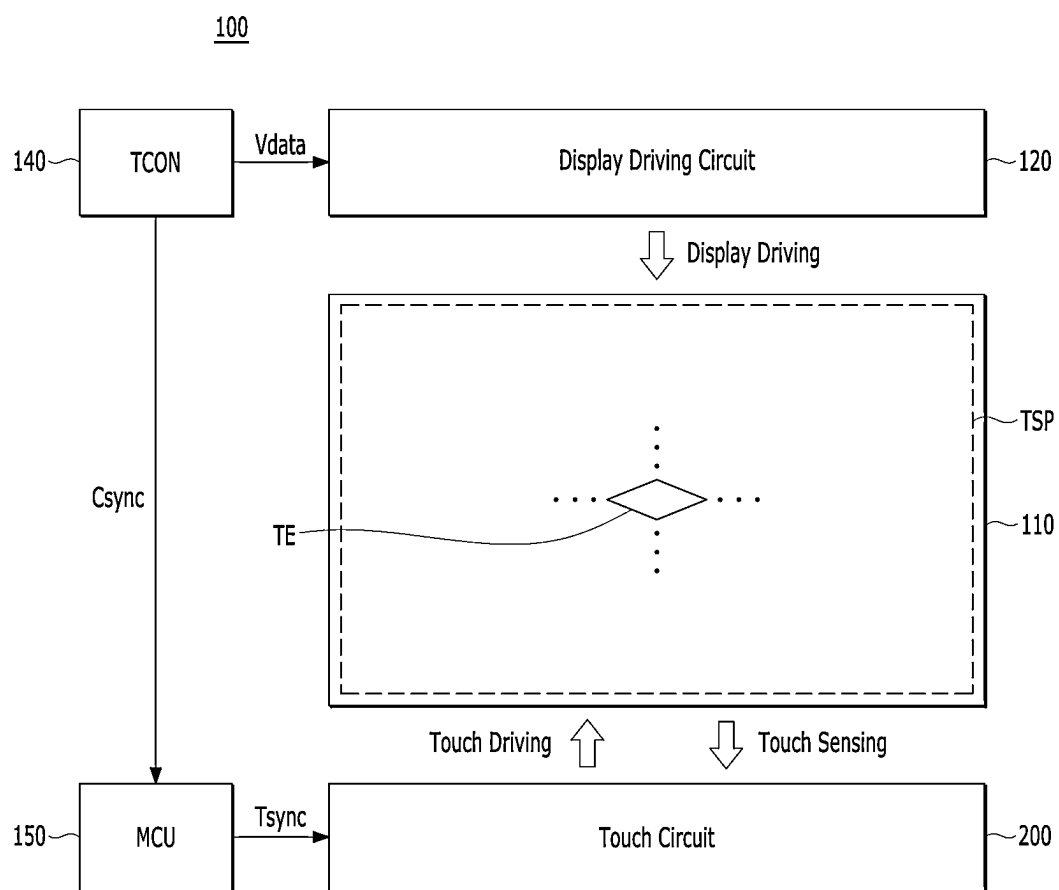 100
140
TCON
Vdata
Display Driving Circuit
120
Display Driving
TSP
Csync
TE
110
Touch Driving
Touch Sensing
150
MCU
Tsync
Touch Circuit
200